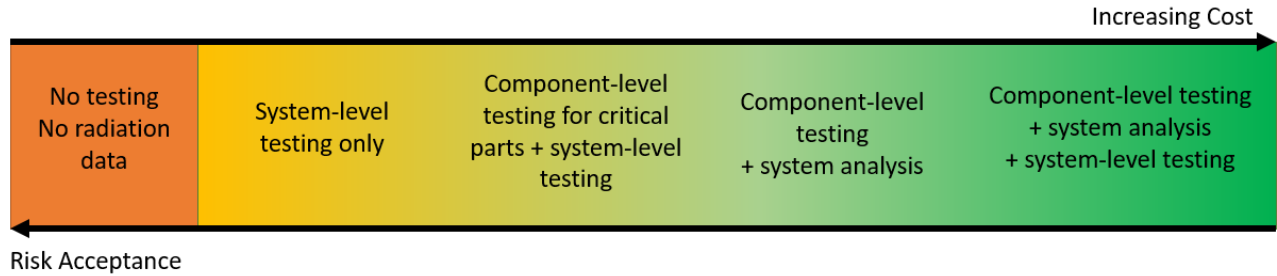 Increasing Cost
No testing
No radiation
data
System-level
testing only
Component-level
testing for critical
parts + system-level
testing
Component-level
testing
+ system analysis
Component-level testing
+ system analysis
+ system-level testing
Risk Acceptance